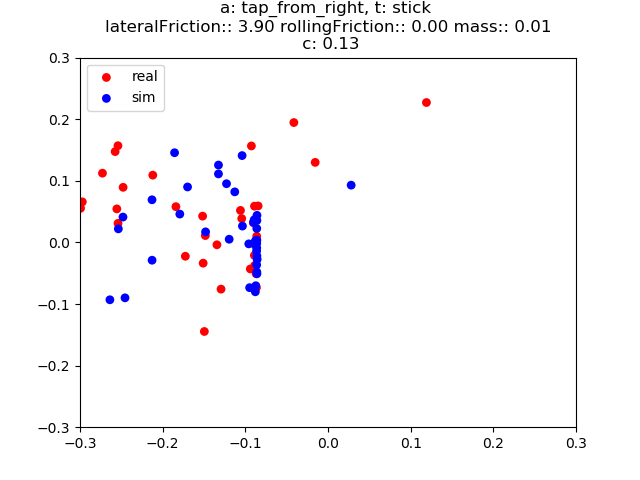 a: tap_from_right, t: stick
lateralFriction:: 3.90 rollingFriction:: 0.00 mass:: 0.01
c: 0.13
real
sim
0.3
0.2
0.1
0.0
−0.1
−0.2
−0.3
−0.3 −0.2 −0.1 0.0 0.1 0.2 0.3